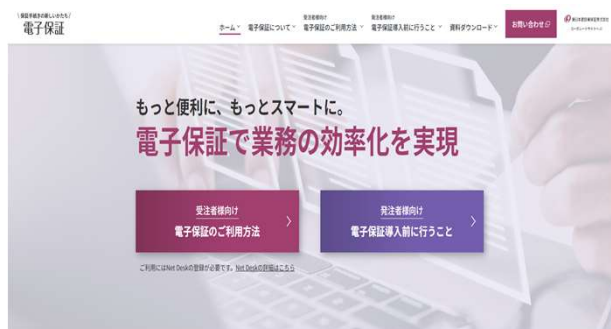 \保証手続きの新しいかたち/
電子保証
ホーム
電子保証について
受注者様向け
電子保証のご利用方法
発注者様向け
電子保証導入前に行うこと
資料ダウンロード
お問い合わせ
もっと便利に、もっとスマートに。
電子保証で業務の効率化を実現
受注者様向け
電子保証のご利用方法
発注者様向け
電子保証導入前に行うこと
ご利用にはNet Deskの登録が必要です。Net Deskの詳細はこちら